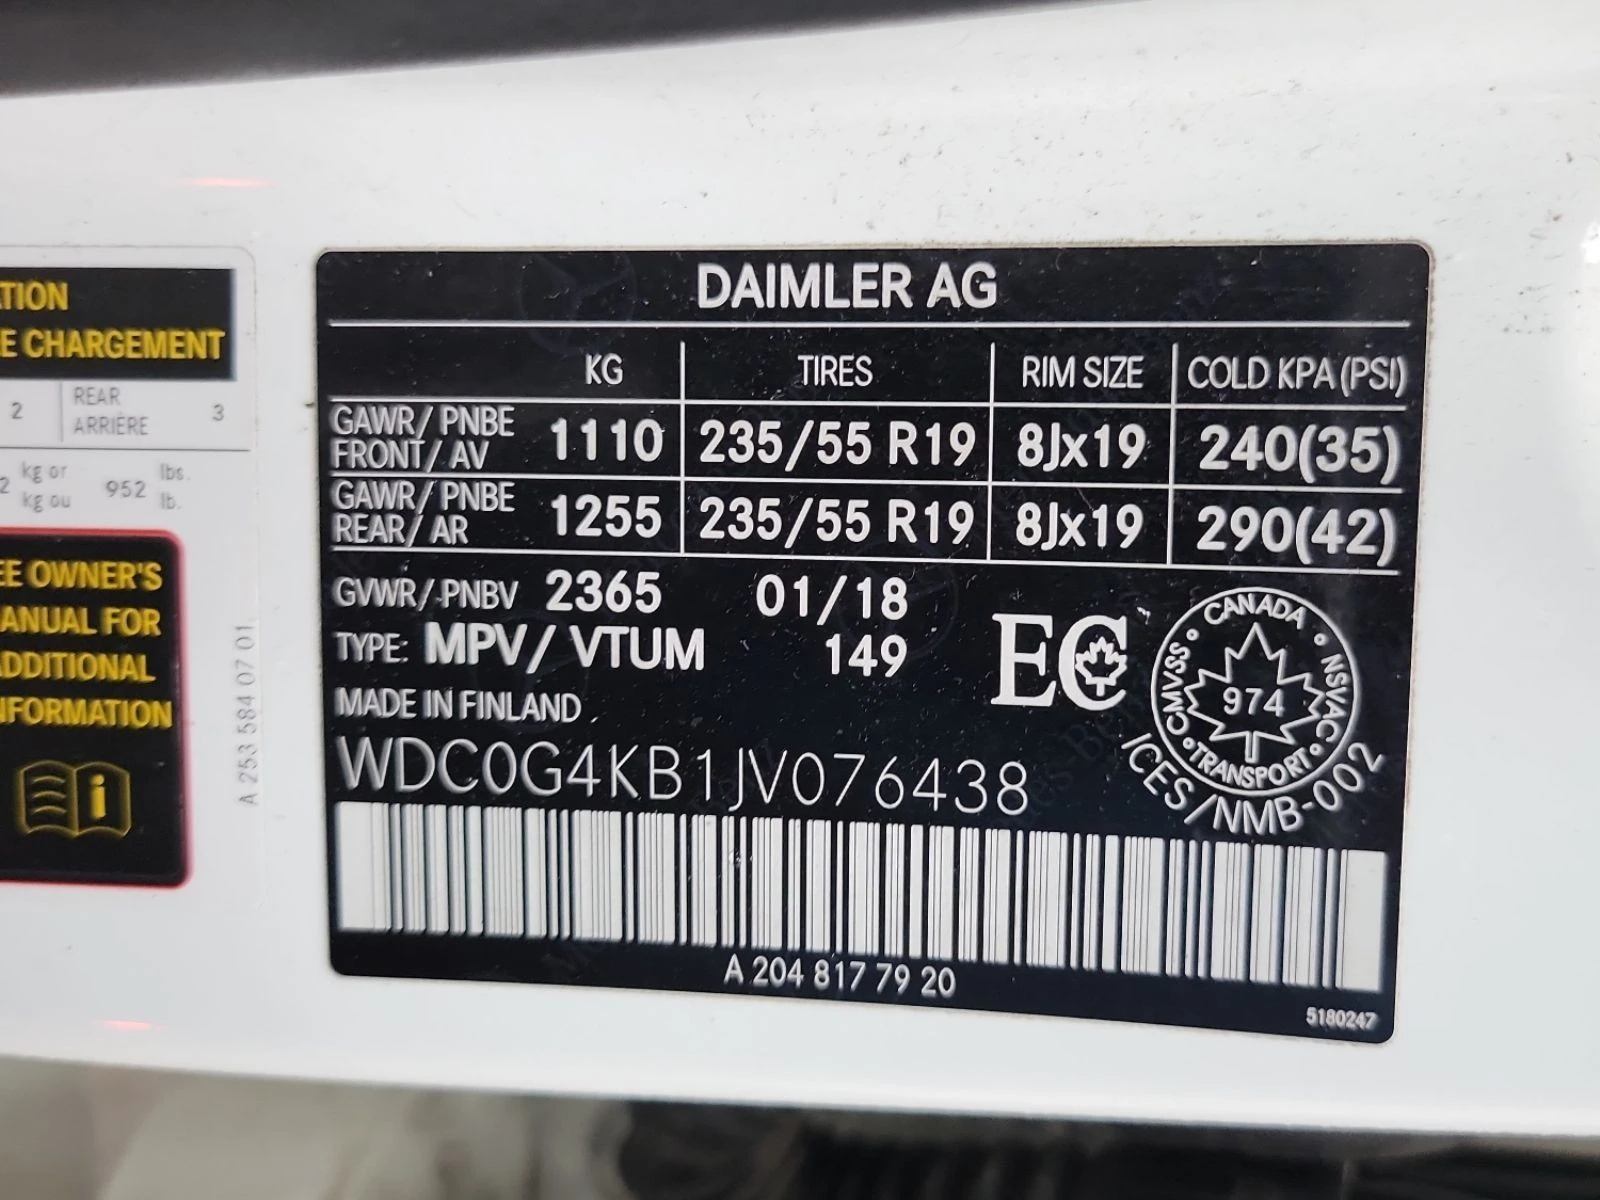 TION
E CHARGEMENT
2 REAR
ARRIÈRE 3
2 kg or 952 lbs.
kg ou lb.
EE OWNER'S
ANUAL FOR
ADDITIONAL
NFORMATION
A 253 584 07 01
DAIMLER AG
KG TIRES RIM SIZE COLD KPA (PSI)
GAWR/ PNBE
FRONT/ AV 1110 235/55 R19 8Jx19 240(35)
GAWR/ PNBE
REAR/ AR 1255 235/55 R19 8Jx19 290(42)
GVWR/ PNBV 2365 01/18
TYPE: MPV/ VTUM 149
MADE IN FINLAND
EC
CANADA
CMVSS 974 NSVAC
TRANSPORT
ICES/NMB-002
WDC0G4KB1JV076438
A 204 817 79 20
5180247